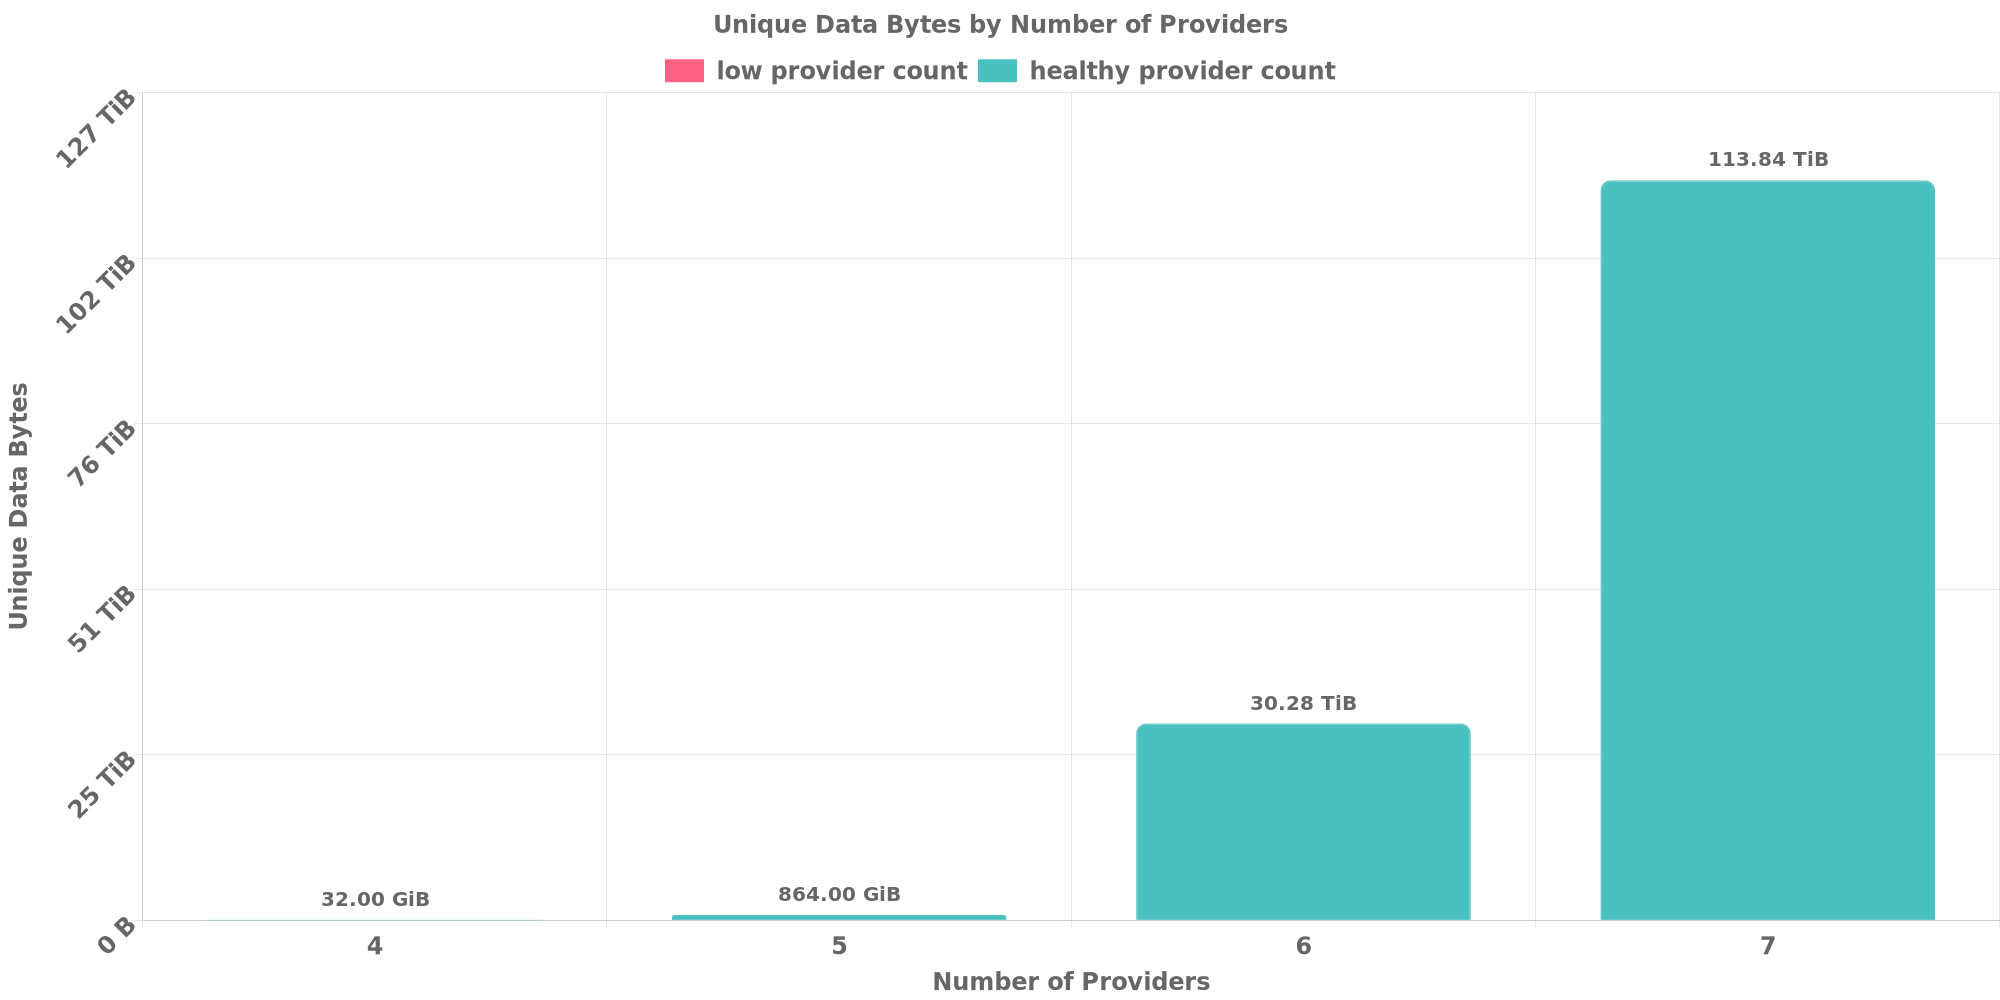 Unique Data Bytes by Number of Providers
low provider count healthy provider count
127 TiB
102 TiB
76 TiB
51 TiB
25 TiB
0 B
Unique Data Bytes
32.00 GiB
864.00 GiB
30.28 TiB
113.84 TiB
4 5 6 7
Number of Providers